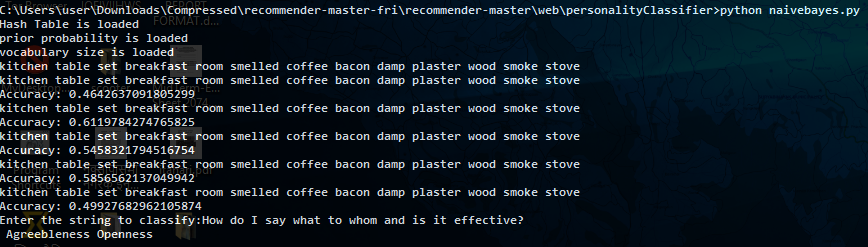 C:\Users\user\Downloads\Compressed\recommender-master-fri\recommender-master\web\personalityClassifier>python naivebayes.py
Hash Table is loaded
prior probability is loaded
vocabulary size is loaded
kitchen table set breakfast room smelled coffee bacon damp plaster wood smoke stove
kitchen table set breakfast room smelled coffee bacon damp plaster wood smoke stove
Accuracy: 0.4642637091805299
kitchen table set breakfast room smelled coffee bacon damp plaster wood smoke stove
Accuracy: 0.6119784274765825
kitchen table set breakfast room smelled coffee bacon damp plaster wood smoke stove
Accuracy: 0.5458321794516754
kitchen table set breakfast room smelled coffee bacon damp plaster wood smoke stove
Accuracy: 0.5856562137049942
kitchen table set breakfast room smelled coffee bacon damp plaster wood smoke stove
Accuracy: 0.49927682962105874
Enter the string to classify:How do I say what to whom and is it effective?
Agreebleness Openness